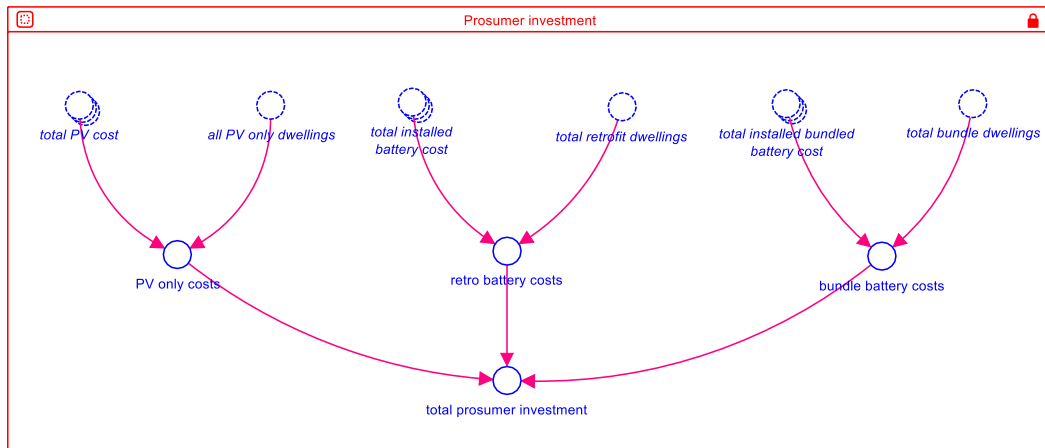 Prosumer investment
total PV cost
all PV only dwellings
total installed
battery cost
total retrofit dwellings
total installed bundled
battery cost
total bundle dwellings
PV only costs
retro battery costs
bundle battery costs
total prosumer investment